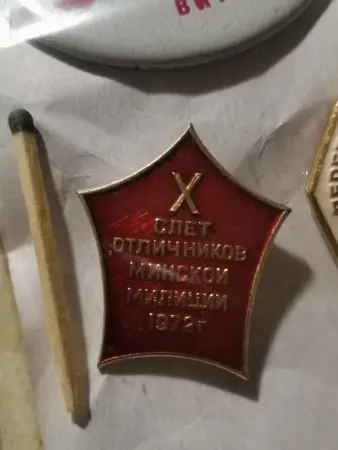 X
СЛЕТ
ОТЛИЧНИКОВ
МИНСКОЙ
МИЛИЦИИ
1972г